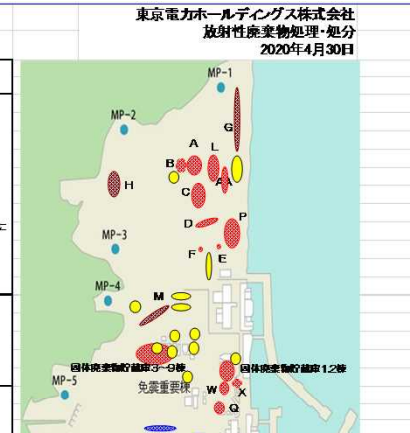 東京電力ホールディングス株式会社
放射性廃棄物処理・処分
2020年4月30日
MP-1
G
MP-2
A
L
B
AA
H
C
D
P
MP-3
F
E
MP-4
M
固体廃棄物貯蔵庫3~9棟
固体廃棄物貯蔵庫1,2棟
MP-5
免震重要棟
W
X
Q